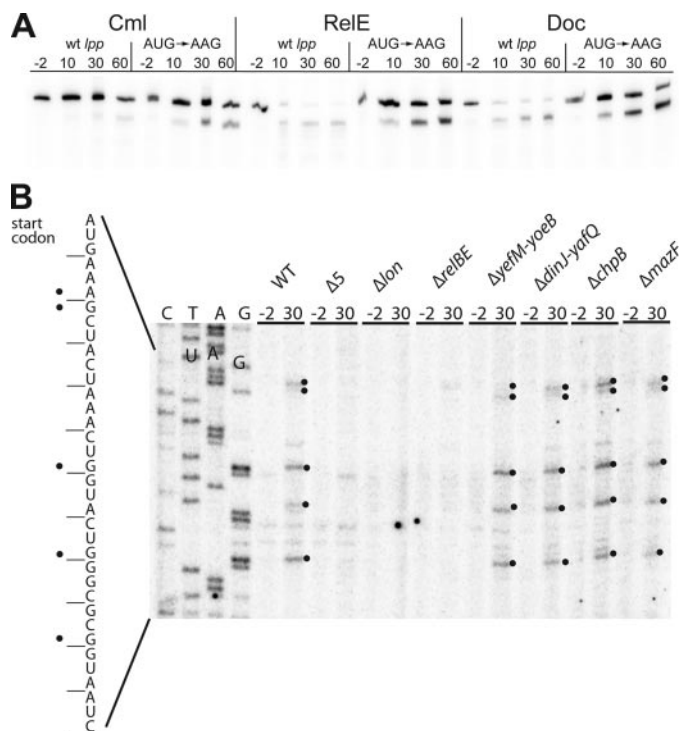 A
Cml RelE Doc
wt lpp AUG→AAG wt lpp AUG→AAG wt lpp AUG→AAG
-2 10 30 60 -2 10 30 60 -2 10 30 60 -2 10 30 60 -2 10 30 60 -2 10 30 60
B
start
codon
A
U
G
A
A
A
G
C
U
A
C
U
A
A
A
C
U
G
G
U
A
C
U
G
G
G
C
G
C
G
G
U
A
A
U
C
WT Δ5 Δlon ΔrelBE ΔyefM-yoeB ΔdinJ-yafQ ΔchpB ΔmazF
C T A G -2 30 -2 30 -2 30 -2 30 -2 30 -2 30 -2 30 -2 30
U A G